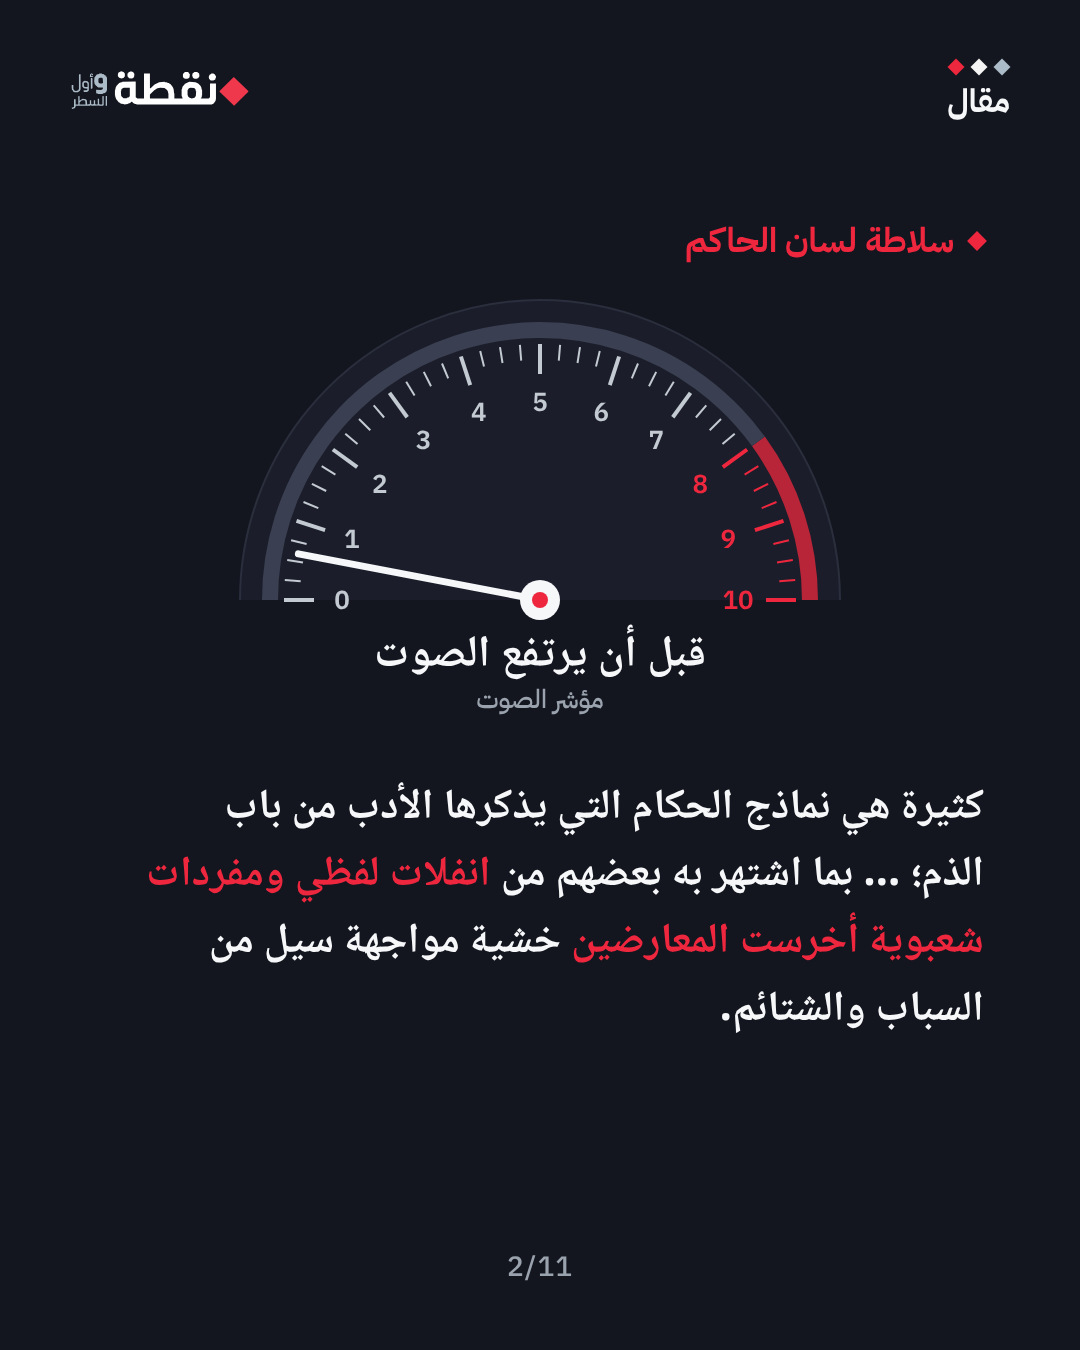 مقال
نقطة
وأول
السطر
سلاطة لسان الحاكم
0
1
2
3
4
5
6
7
8
9
10
قبل أن يرتفع الصوت
مؤشر الصوت
كثيرة هي نماذج الحكام التي يذكرها الأدب من باب
الذم؛ ... بما اشتهر به بعضهم من انفلات لفظي ومفردات
شعبوية أخرست المعارضين خشية مواجهة سيل من
السباب والشتائم.
2/11